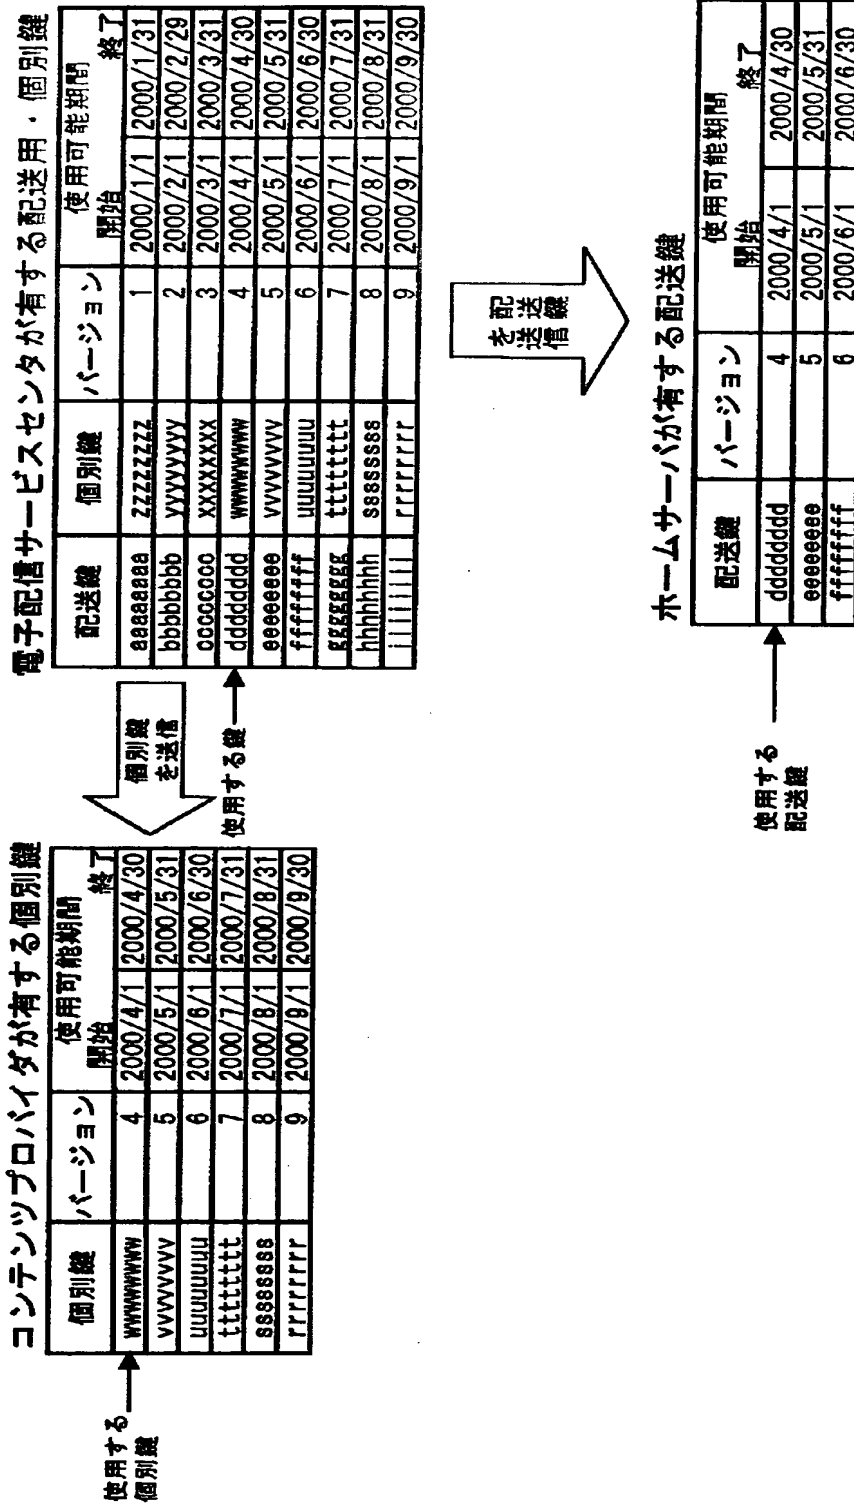 電子配信サービスセンタが有する配送用・個別鍵
配送鍵 個別鍵 バージョン 使用可能期間
開始 終了
aaaaaaaa zzzzzzzz 1 2000/1/1 2000/1/31
bbbbbbbb yyyyyyyy 2 2000/2/1 2000/2/29
cccccccc xxxxxxxx 3 2000/3/1 2000/3/31
dddddddd wwwwwwww 4 2000/4/1 2000/4/30
eeeeeeee vvvvvvvv 5 2000/5/1 2000/5/31
ffffffff uuuuuuuu 6 2000/6/1 2000/6/30
gggggggg tttttttt 7 2000/7/1 2000/7/31
hhhhhhhh ssssssss 8 2000/8/1 2000/8/31
iiiiiiii rrrrrrrr 9 2000/9/1 2000/9/30
使用する鍵
個別鍵
を送信
配送鍵
を送信
コンテンツプロバイダが有する個別鍵
個別鍵 バージョン 使用可能期間
開始 終了
wwwwwwww 4 2000/4/1 2000/4/30
vvvvvvvv 5 2000/5/1 2000/5/31
uuuuuuuu 6 2000/6/1 2000/6/30
tttttttt 7 2000/7/1 2000/7/31
ssssssss 8 2000/8/1 2000/8/31
rrrrrrrr 9 2000/9/1 2000/9/30
使用する
個別鍵
ホームサーバが有する配送鍵
配送鍵 バージョン 使用可能期間
開始 終了
dddddddd 4 2000/4/1 2000/4/30
eeeeeeee 5 2000/5/1 2000/5/31
ffffffff 6 2000/6/1 2000/6/30
使用する
配送鍵